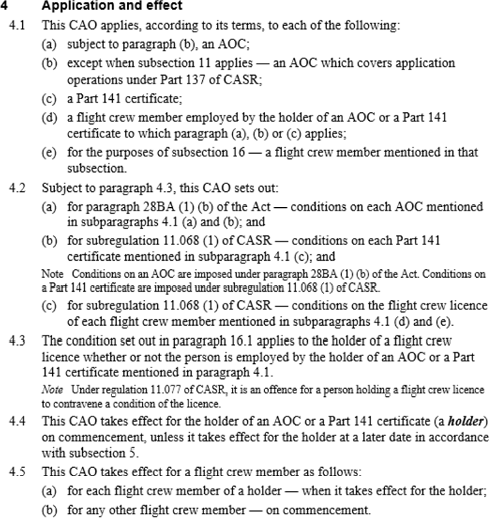 4 Application and effect
4.1 This CAO applies, according to its terms, to each of the following:
(a) subject to paragraph (b), an AOC;
(b) except when subsection 11 applies — an AOC which covers application
operations under Part 137 of CASR;
(c) a Part 141 certificate;
(d) a flight crew member employed by the holder of an AOC or a Part 141
certificate to which paragraph (a), (b) or (c) applies;
(e) for the purposes of subsection 16 — a flight crew member mentioned in that
subsection.
4.2 Subject to paragraph 4.3, this CAO sets out:
(a) for paragraph 28BA (1) (b) of the Act — conditions on each AOC mentioned
in subparagraphs 4.1 (a) and (b); and
(b) for subregulation 11.068 (1) of CASR — conditions on each Part 141
certificate mentioned in subparagraph 4.1 (c); and
Note Conditions on an AOC are imposed under paragraph 28BA (1) (b) of the Act. Conditions on
a Part 141 certificate are imposed under subregulation 11.068 (1) of CASR.
(c) for subregulation 11.068 (1) of CASR — conditions on the flight crew licence
of each flight crew member mentioned in subparagraphs 4.1 (d) and (e).
4.3 The condition set out in paragraph 16.1 applies to the holder of a flight crew
licence whether or not the person is employed by the holder of an AOC or a Part
141 certificate mentioned in paragraph 4.1.
Note Under regulation 11.077 of CASR, it is an offence for a person holding a flight crew licence
to contravene a condition of the licence.
4.4 This CAO takes effect for the holder of an AOC or a Part 141 certificate (a holder)
on commencement, unless it takes effect for the holder at a later date in accordance
with subsection 5.
4.5 This CAO takes effect for a flight crew member as follows:
(a) for each flight crew member of a holder — when it takes effect for the holder;
(b) for any other flight crew member — on commencement.